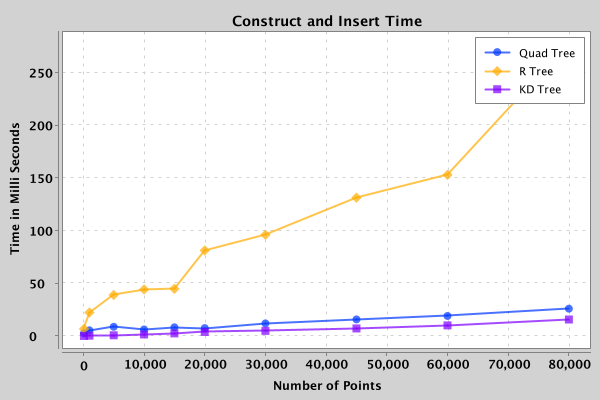 Construct and Insert Time
Quad Tree
R Tree
KD Tree
Time in Milli Seconds
250
200
150
100
50
0
0 10,000 20,000 30,000 40,000 50,000 60,000 70,000 80,000
Number of Points